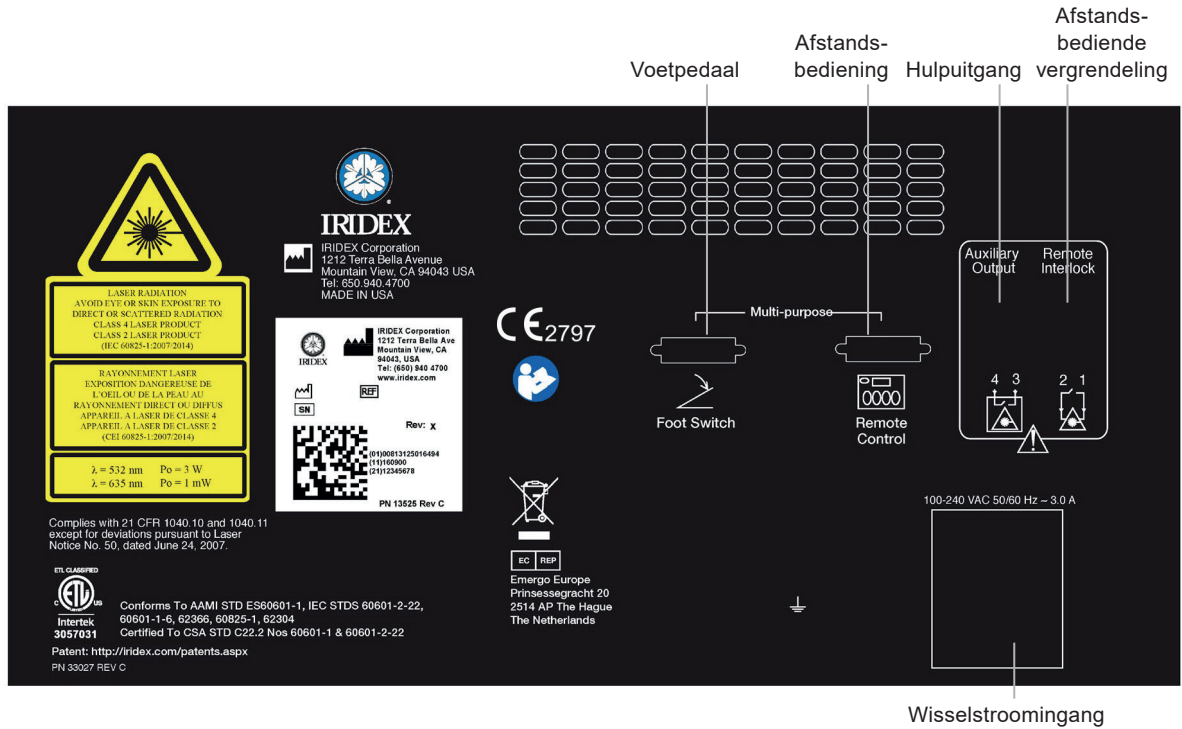 Afstands-
bediende
vergrendeling
Afstands-
bediening
Voetpedaal
Hulpuitgang
LASER RADIATION
AVOID EYE OR SKIN EXPOSURE TO
DIRECT OR SCATTERED RADIATION
CLASS 4 LASER PRODUCT
CLASS 2 LASER PRODUCT
(IEC 60825-1:2007/2014)
RAYONNEMENT LASER
EXPOSITION DANGEREUSE DE
L'OEIL OU DE LA PEAU AU
RAYONNEMENT DIRECT OU DIFFUS
APPAREIL A LASER DE CLASSE 4
APPAREIL A LASER DE CLASSE 2
(CEI 60825-1:2007/2014)
λ = 532 nm Po = 3 W
λ = 635 nm Po = 1 mW
Complies with 21 CFR 1040.10 and 1040.11
except for deviations pursuant to Laser
Notice No. 50, dated June 24, 2007.
ETL CLASSIFIED
C ETL US
Intertek
3057031
Conforms To AAMI STD ES60601-1, IEC STDS 60601-2-22,
60601-1-6, 62366, 60825-1, 62304
Certified To CSA STD C22.2 Nos 60601-1 & 60601-2-22
Patent: http://iridex.com/patents.aspx
PN 33027 REV C
IRIDEX
IRIDEX Corporation
1212 Terra Bella Avenue
Mountain View, CA 94043 USA
Tel: 650.940.4700
MADE IN USA
IRIDEX
IRIDEX Corporation
1212 Terra Bella Ave
Mountain View, CA
94043, USA
Tel: (650) 940 4700
www.iridex.com
REF
SN
Rev: X
(01)00813125016494
(11)160900
(21)12345678
PN 13525 Rev C
CE2797
EC REP
Emergo Europe
Prinsessegracht 20
2514 AP The Hague
The Netherlands
Multi-purpose
Foot Switch
Remote
Control
Auxiliary
Output
Remote
Interlock
4 3
2 1
100-240 VAC 50/60 Hz ~ 3.0 A
Wisselstroomingang